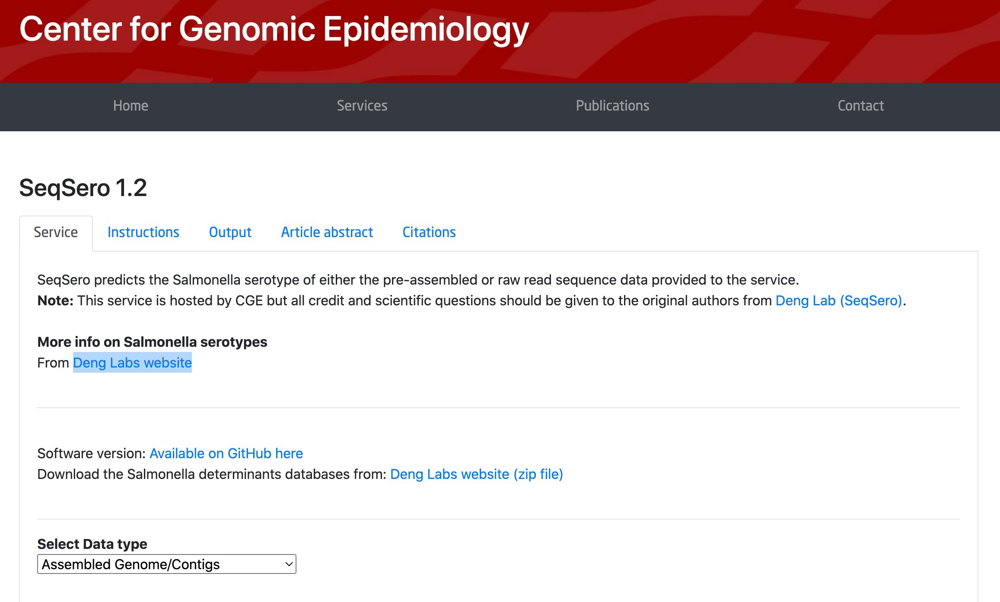 Center for Genomic Epidemiology
Home Services Publications Contact
SeqSero 1.2
Service Instructions Output Article abstract Citations
SeqSero predicts the Salmonella serotype of either the pre-assembled or raw read sequence data provided to the service.
Note: This service is hosted by CGE but all credit and scientific questions should be given to the original authors from Deng Lab (SeqSero).
More info on Salmonella serotypes
From Deng Labs website
Software version: Available on GitHub here
Download the Salmonella determinants databases from: Deng Labs website (zip file)
Select Data type
Assembled Genome/Contigs